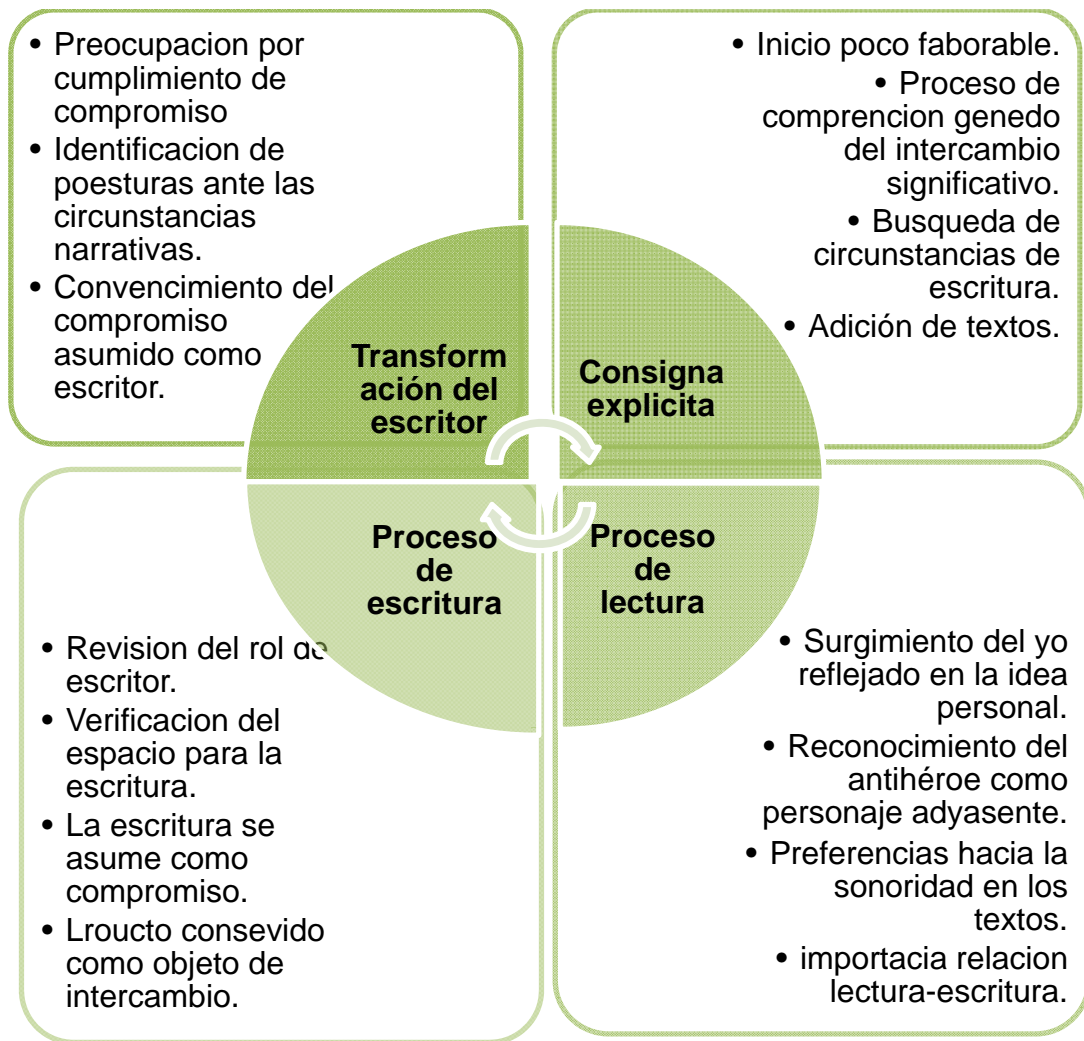 • Preocupacion por
cumplimiento de
compromiso
• Identificacion de
poesturas ante las
circunstancias
narrativas.
• Convencimiento del
compromiso
asumido como
escritor.
• Inicio poco faborable.
• Proceso de
comprencion genedo
del intercambio
significativo.
• Busqueda de
circunstancias de
escritura.
• Adición de textos.
Transform
ación del
escritor
Consigna
explicita
Proceso
de
escritura
Proceso
de
lectura
• Revision del rol de
escritor.
• Verificacion del
espacio para la
escritura.
• La escritura se
asume como
compromiso.
• Lroucto consevido
como objeto de
intercambio.
• Surgimiento del yo
reflejado en la idea
personal.
• Reconocimiento del
antihéroe como
personaje adyasente.
• Preferencias hacia la
sonoridad en los
textos.
• importacia relacion
lectura-escritura.